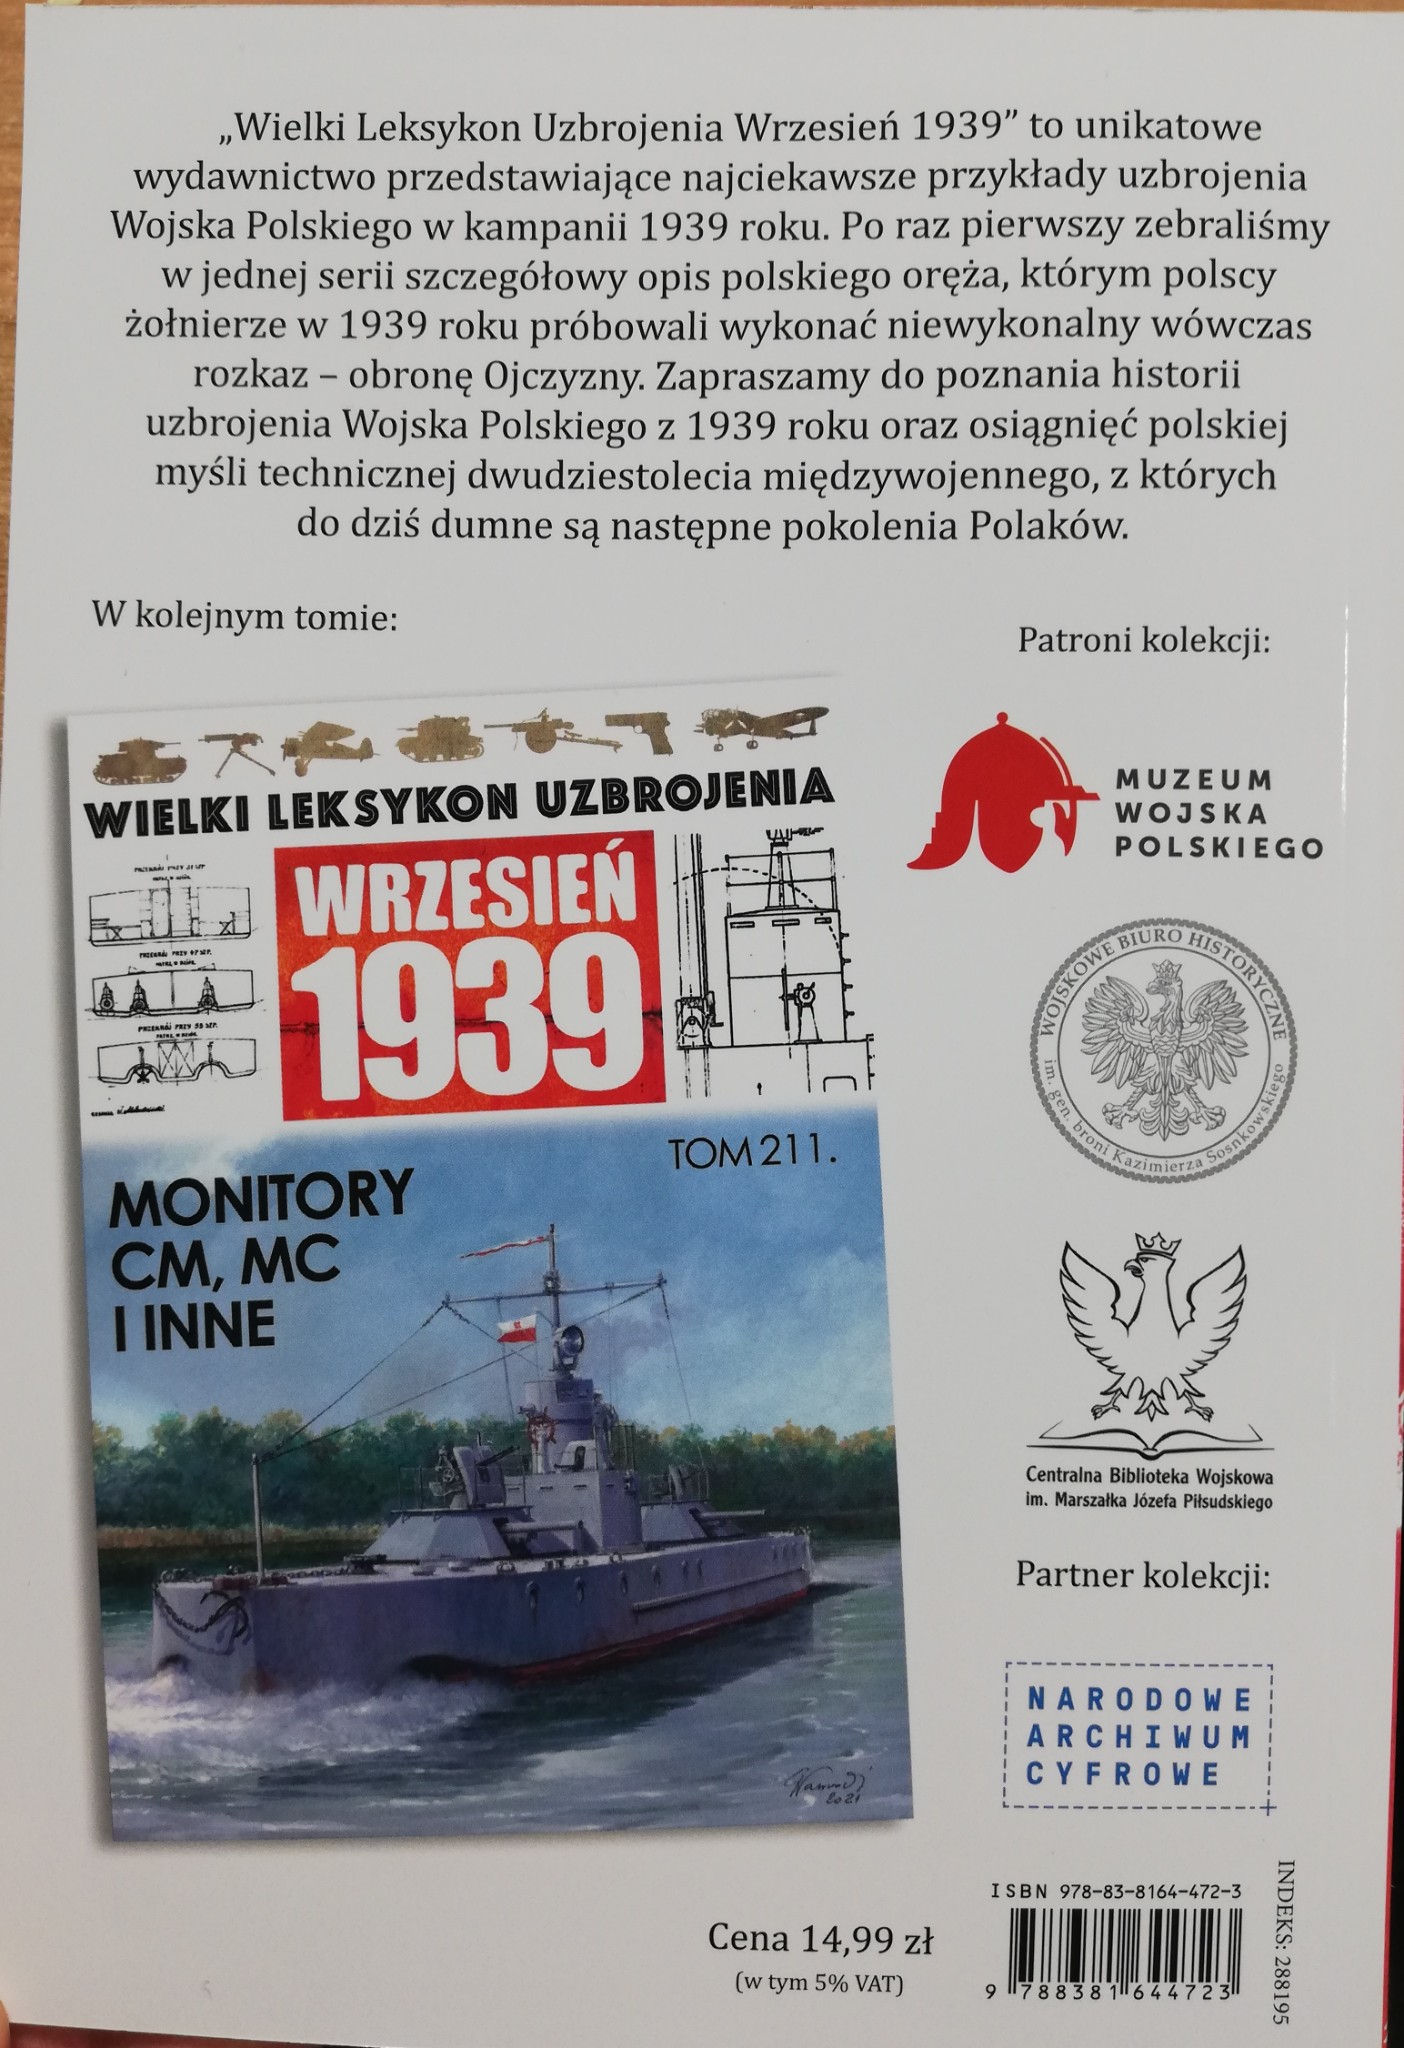 „Wielki Leksykon Uzbrojenia Wrzesień 1939” to unikatowe
wydawnictwo przedstawiające najciekawsze przykłady uzbrojenia
Wojska Polskiego w kampanii 1939 roku. Po raz pierwszy zebraliśmy
w jednej serii szczegółowy opis polskiego oręża, którym polscy
żołnierze w 1939 roku próbowali wykonać niewykonalny wówczas
rozkaz – obronę Ojczyzny. Zapraszamy do poznania historii
uzbrojenia Wojska Polskiego z 1939 roku oraz osiągnięć polskiej
myśli technicznej dwudziestolecia międzywojennego, z których
do dziś dumne są następne pokolenia Polaków.
W kolejnym tomie:
WIELKI LEKSYKON UZBROJENIA
WRZESIEŃ
1939
TOM 211.
MONITORY
CM, MC
I INNE
2021
Patroni kolekcji:
MUZEUM
WOJSKA
POLSKIEGO
WOJSKOWE BIURO HISTORYCZNE
im. gen. broni Kazimierza Sosnkowskiego
Centralna Biblioteka Wojskowa
im. Marszałka Józefa Piłsudskiego
Partner kolekcji:
NARODOWE
ARCHIWUM
CYFROWE
Cena 14,99 zł
(w tym 5% VAT)
ISBN 978-83-8164-472-3
9 788381 644723
INDEKS: 288195